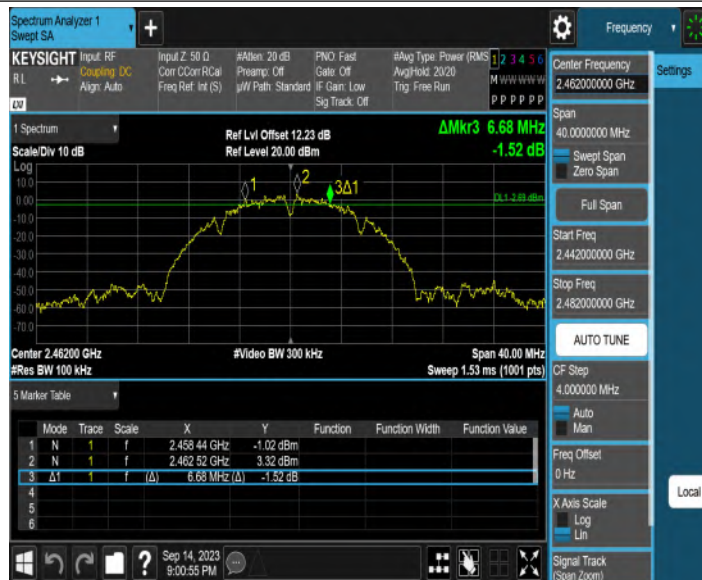 Spectrum Analyzer 1
Swept SA
+
Frequency
KEYSIGHT
RL
LXI
Input: RF
Coupling: DC
Align: Auto
Input Z: 50 Ω
Corr CCorr RCal
Freq Ref: Int (S)
#Atten: 20 dB
Preamp: Off
µW Path: Standard
PNO: Fast
Gate: Off
IF Gain: Low
Sig Track: Off
#Avg Type: Power (RMS
Avg|Hold: 20/20
Trig: Free Run
1 2 3 4 5 6
M W W W W W
P P P P P P
1 Spectrum
Scale/Div 10 dB
Ref Lvl Offset 12.23 dB
Ref Level 20.00 dBm
ΔMkr3 6.68 MHz
-1.52 dB
Log
10.0
0.00
-10.0
-20.0
-30.0
-40.0
-50.0
-60.0
-70.0
1
2
3Δ1
DL1 -2.69 dBm
Center 2.46200 GHz
#Video BW 300 kHz
Span 40.00 MHz
#Res BW 100 kHz
Sweep 1.53 ms (1001 pts)
5 Marker Table
Mode Trace Scale X Y Function Function Width Function Value
1 N 1 f 2.458 44 GHz -1.02 dBm
2 N 1 f 2.462 52 GHz 3.32 dBm
3 Δ1 1 f (Δ) 6.68 MHz (Δ) -1.52 dB
4
5
6
?
Sep 14, 2023
9:00:55 PM
Center Frequency
2.462000000 GHz
Span
40.0000000 MHz
Swept Span
Zero Span
Full Span
Start Freq
2.442000000 GHz
Stop Freq
2.482000000 GHz
AUTO TUNE
CF Step
4.000000 MHz
Auto
Man
Freq Offset
0 Hz
X Axis Scale
Log
Lin
Signal Track
(Span Zoom)
Settings
Local